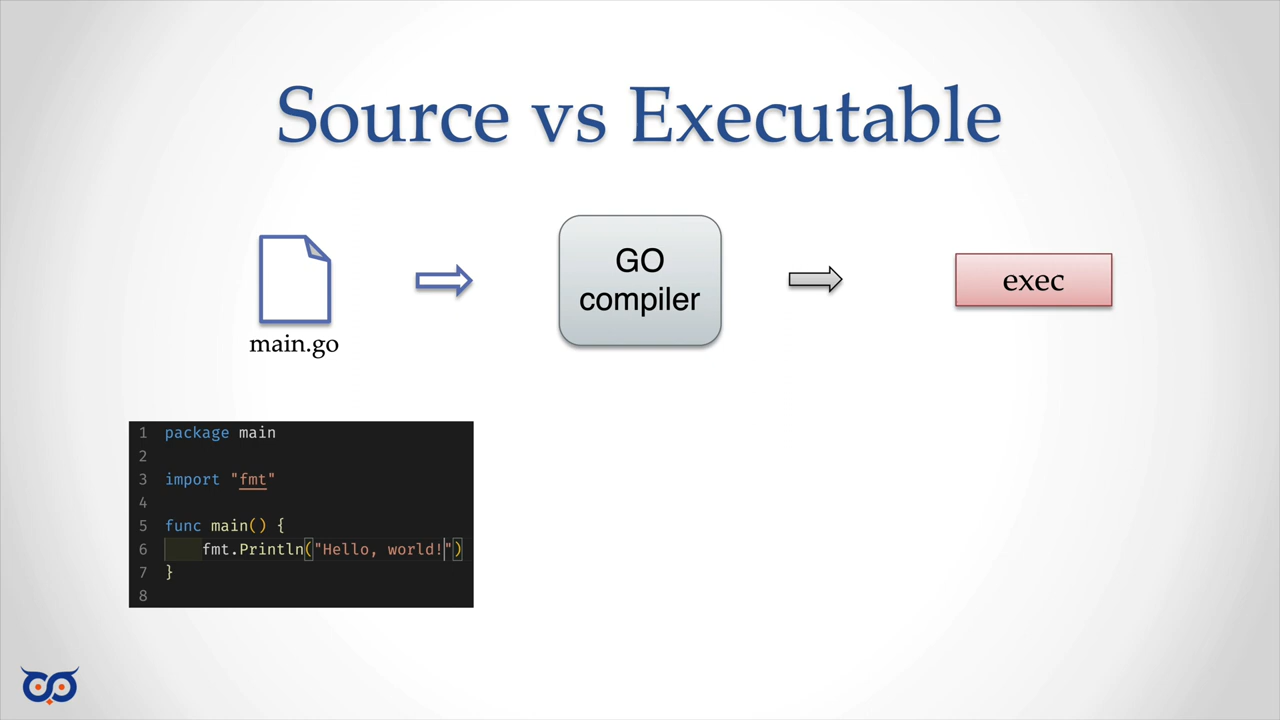 Source vs Executable
GO
compiler
exec
main.go
1 package main
2
3 import "fmt"
4
5 func main() {
6     fmt.Println("Hello, world!")
7 }
8